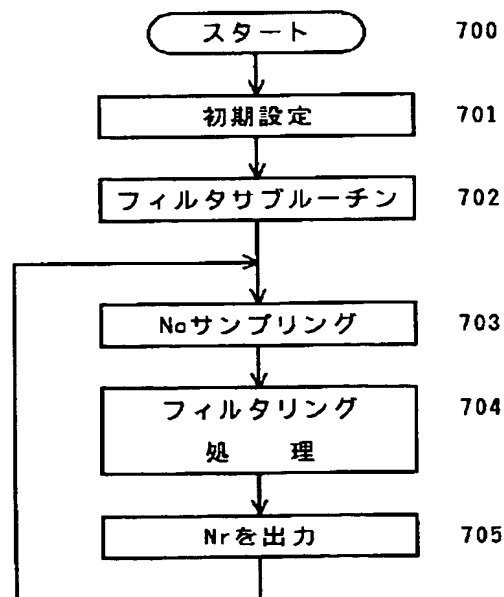 スタート 700
初期設定 701
フィルタサブルーチン 702
Noサンプリング 703
フィルタリング 704
処 理
Nrを出力 705